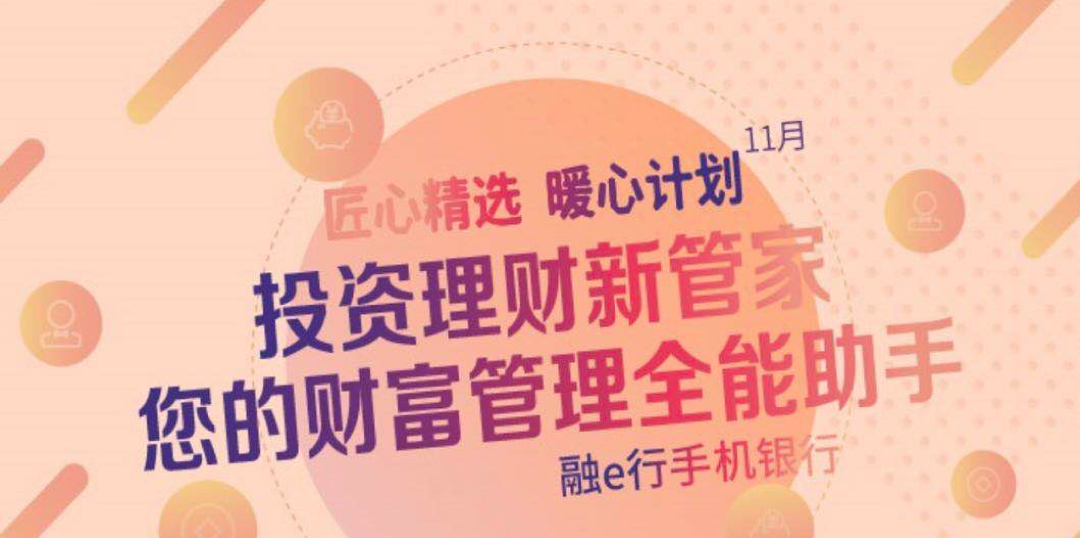 11月
匠心精选 暖心计划
投资理财新管家
您的财富管理全能助手
融e行手机银行